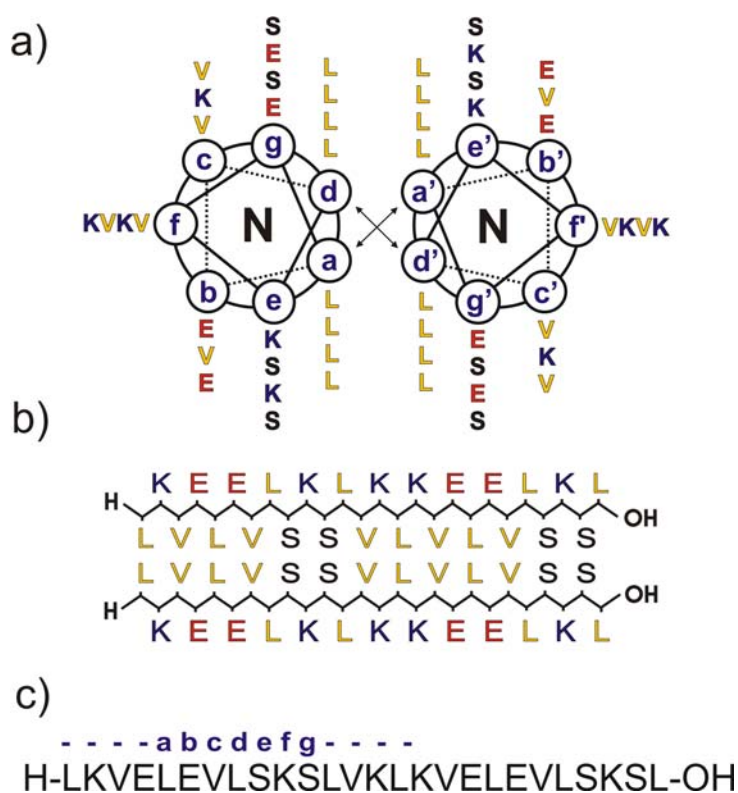 a)
V K V
S E S E
L L L L
L L L L
S K S K
E V E
c g d a' e' b'
KVKV f N N f' VKVK
b e a d' g' c'
E V E
K S K S
L L L L
L L L L
E S E S
V K V
b)
K E E L K L K K E E L K L
H OH
L V L V S S V L V L V S S
L V L V S S V L V L V S S
H OH
K E E L K L K K E E L K L
c)
- - - - a b c d e f g - - - -
H-LKVELEVLSKSLVKLKVELEVLSKSL-OH